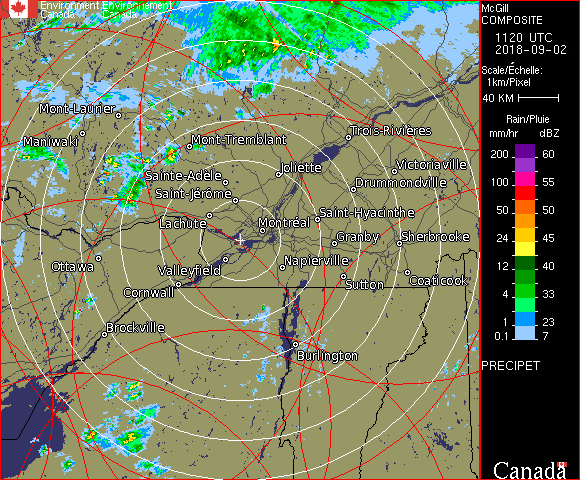 Environment Environnement
Canada Canada
Mont-Laurier
Maniwaki
Mont-Tremblant
Trois-Rivières
Sainte-Adèle
Joliette
Victoriaville
Saint-Jérôme
Drummondville
Lachute
Montréal
Saint-Hyacinthe
Granby
Sherbrooke
Ottawa
Valleyfield
Napierville
Cornwall
Sutton
Coaticook
Brockville
Burlington
McGill
COMPOSITE
1120 UTC
2018-09-02
Scale/Échelle:
1km/Pixel
40 KM
Rain/Pluie
mm/hr dBZ
200 60
100 55
50 50
24 45
12 40
4 33
1 23
0.1 7
PRECIPET
Canada